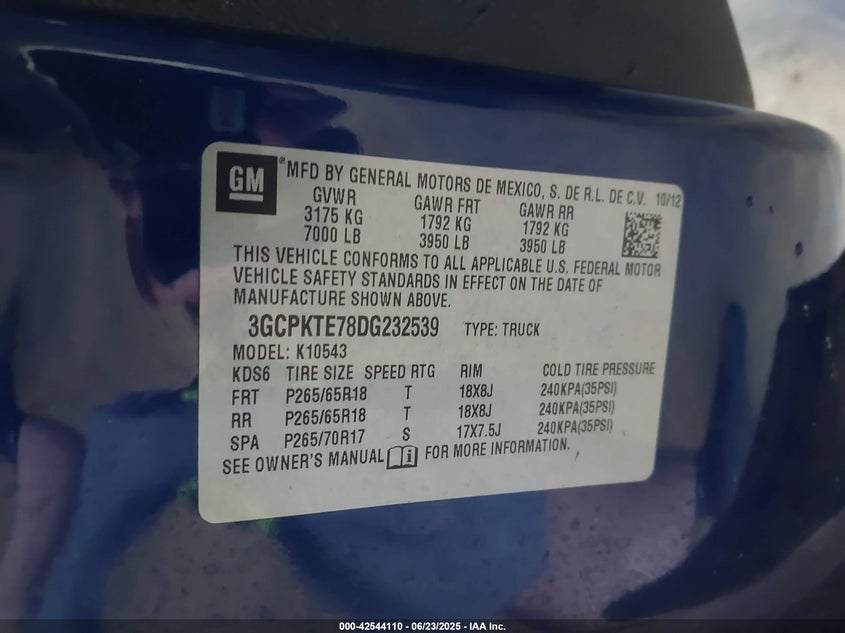 GM *MFD BY GENERAL MOTORS DE MEXICO, S. DE R.L. DE C.V. 10/12
GVWR GAWR FRT GAWR RR
3175 KG 1792 KG 1792 KG
7000 LB 3950 LB 3950 LB
THIS VEHICLE CONFORMS TO ALL APPLICABLE U.S. FEDERAL MOTOR
VEHICLE SAFETY STANDARDS IN EFFECT ON THE DATE OF
MANUFACTURE SHOWN ABOVE.
3GCPKTE78DG232539 TYPE: TRUCK
MODEL: K10543
KDS6 TIRE SIZE SPEED RTG RIM COLD TIRE PRESSURE
FRT P265/65R18 T 18X8J 240KPA(35PSI)
RR P265/65R18 T 18X8J 240KPA(35PSI)
SPA P265/70R17 S 17X7.5J 240KPA(35PSI)
SEE OWNER'S MANUAL FOR MORE INFORMATION.
000-42544110 - 06/23/2025 - IAA Inc.